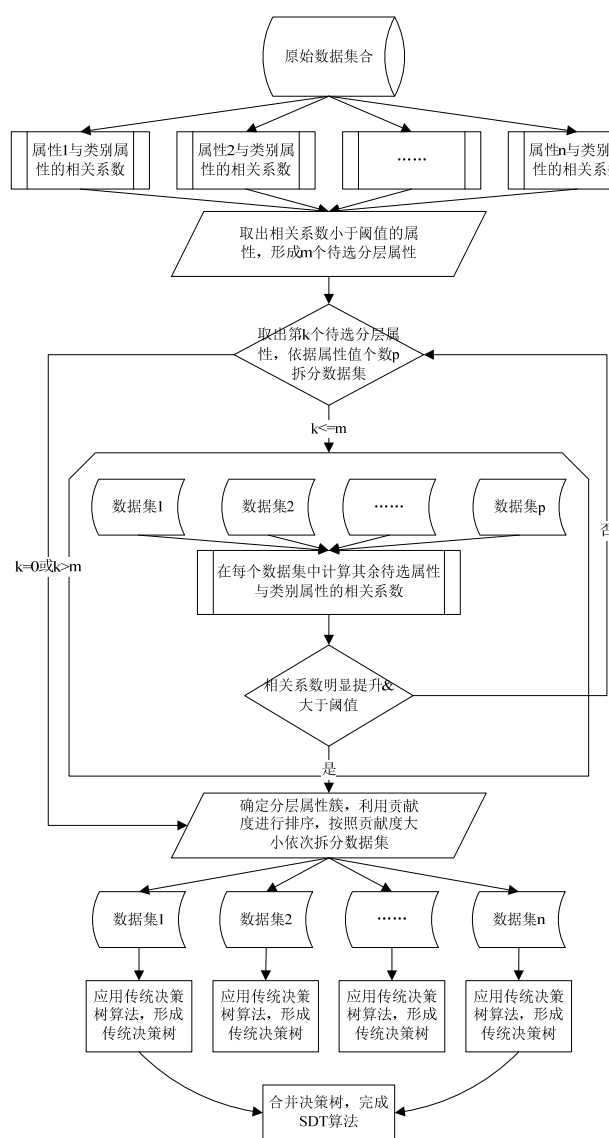 原始数据集合
属性1与类别
属性的相关系数
属性2与类别
属性的相关系数
……
属性n与类别
性的相关系数
取出相关系数小于阈值的属
性，形成m个待选分层属性
取出第k个待选分层属
性，依据属性值个数p
拆分数据集
k<=m
数据集1
数据集2
……
数据集p
否
k=0或k>m
在每个数据集中计算其余待选属性
与类别属性的相关系数
相关系数明显提升&
大于阈值
是
确定分层属性簇，利用贡献
度进行排序，按照贡献度大
小依次拆分数据集
数据集1
数据集2
……
数据集n
应用传统决策
树算法，形成
传统决策树
应用传统决策
树算法，形成
传统决策树
应用传统决策
树算法，形成
传统决策树
应用传统决策
树算法，形成
传统决策树
合并决策树，完成
SDT算法